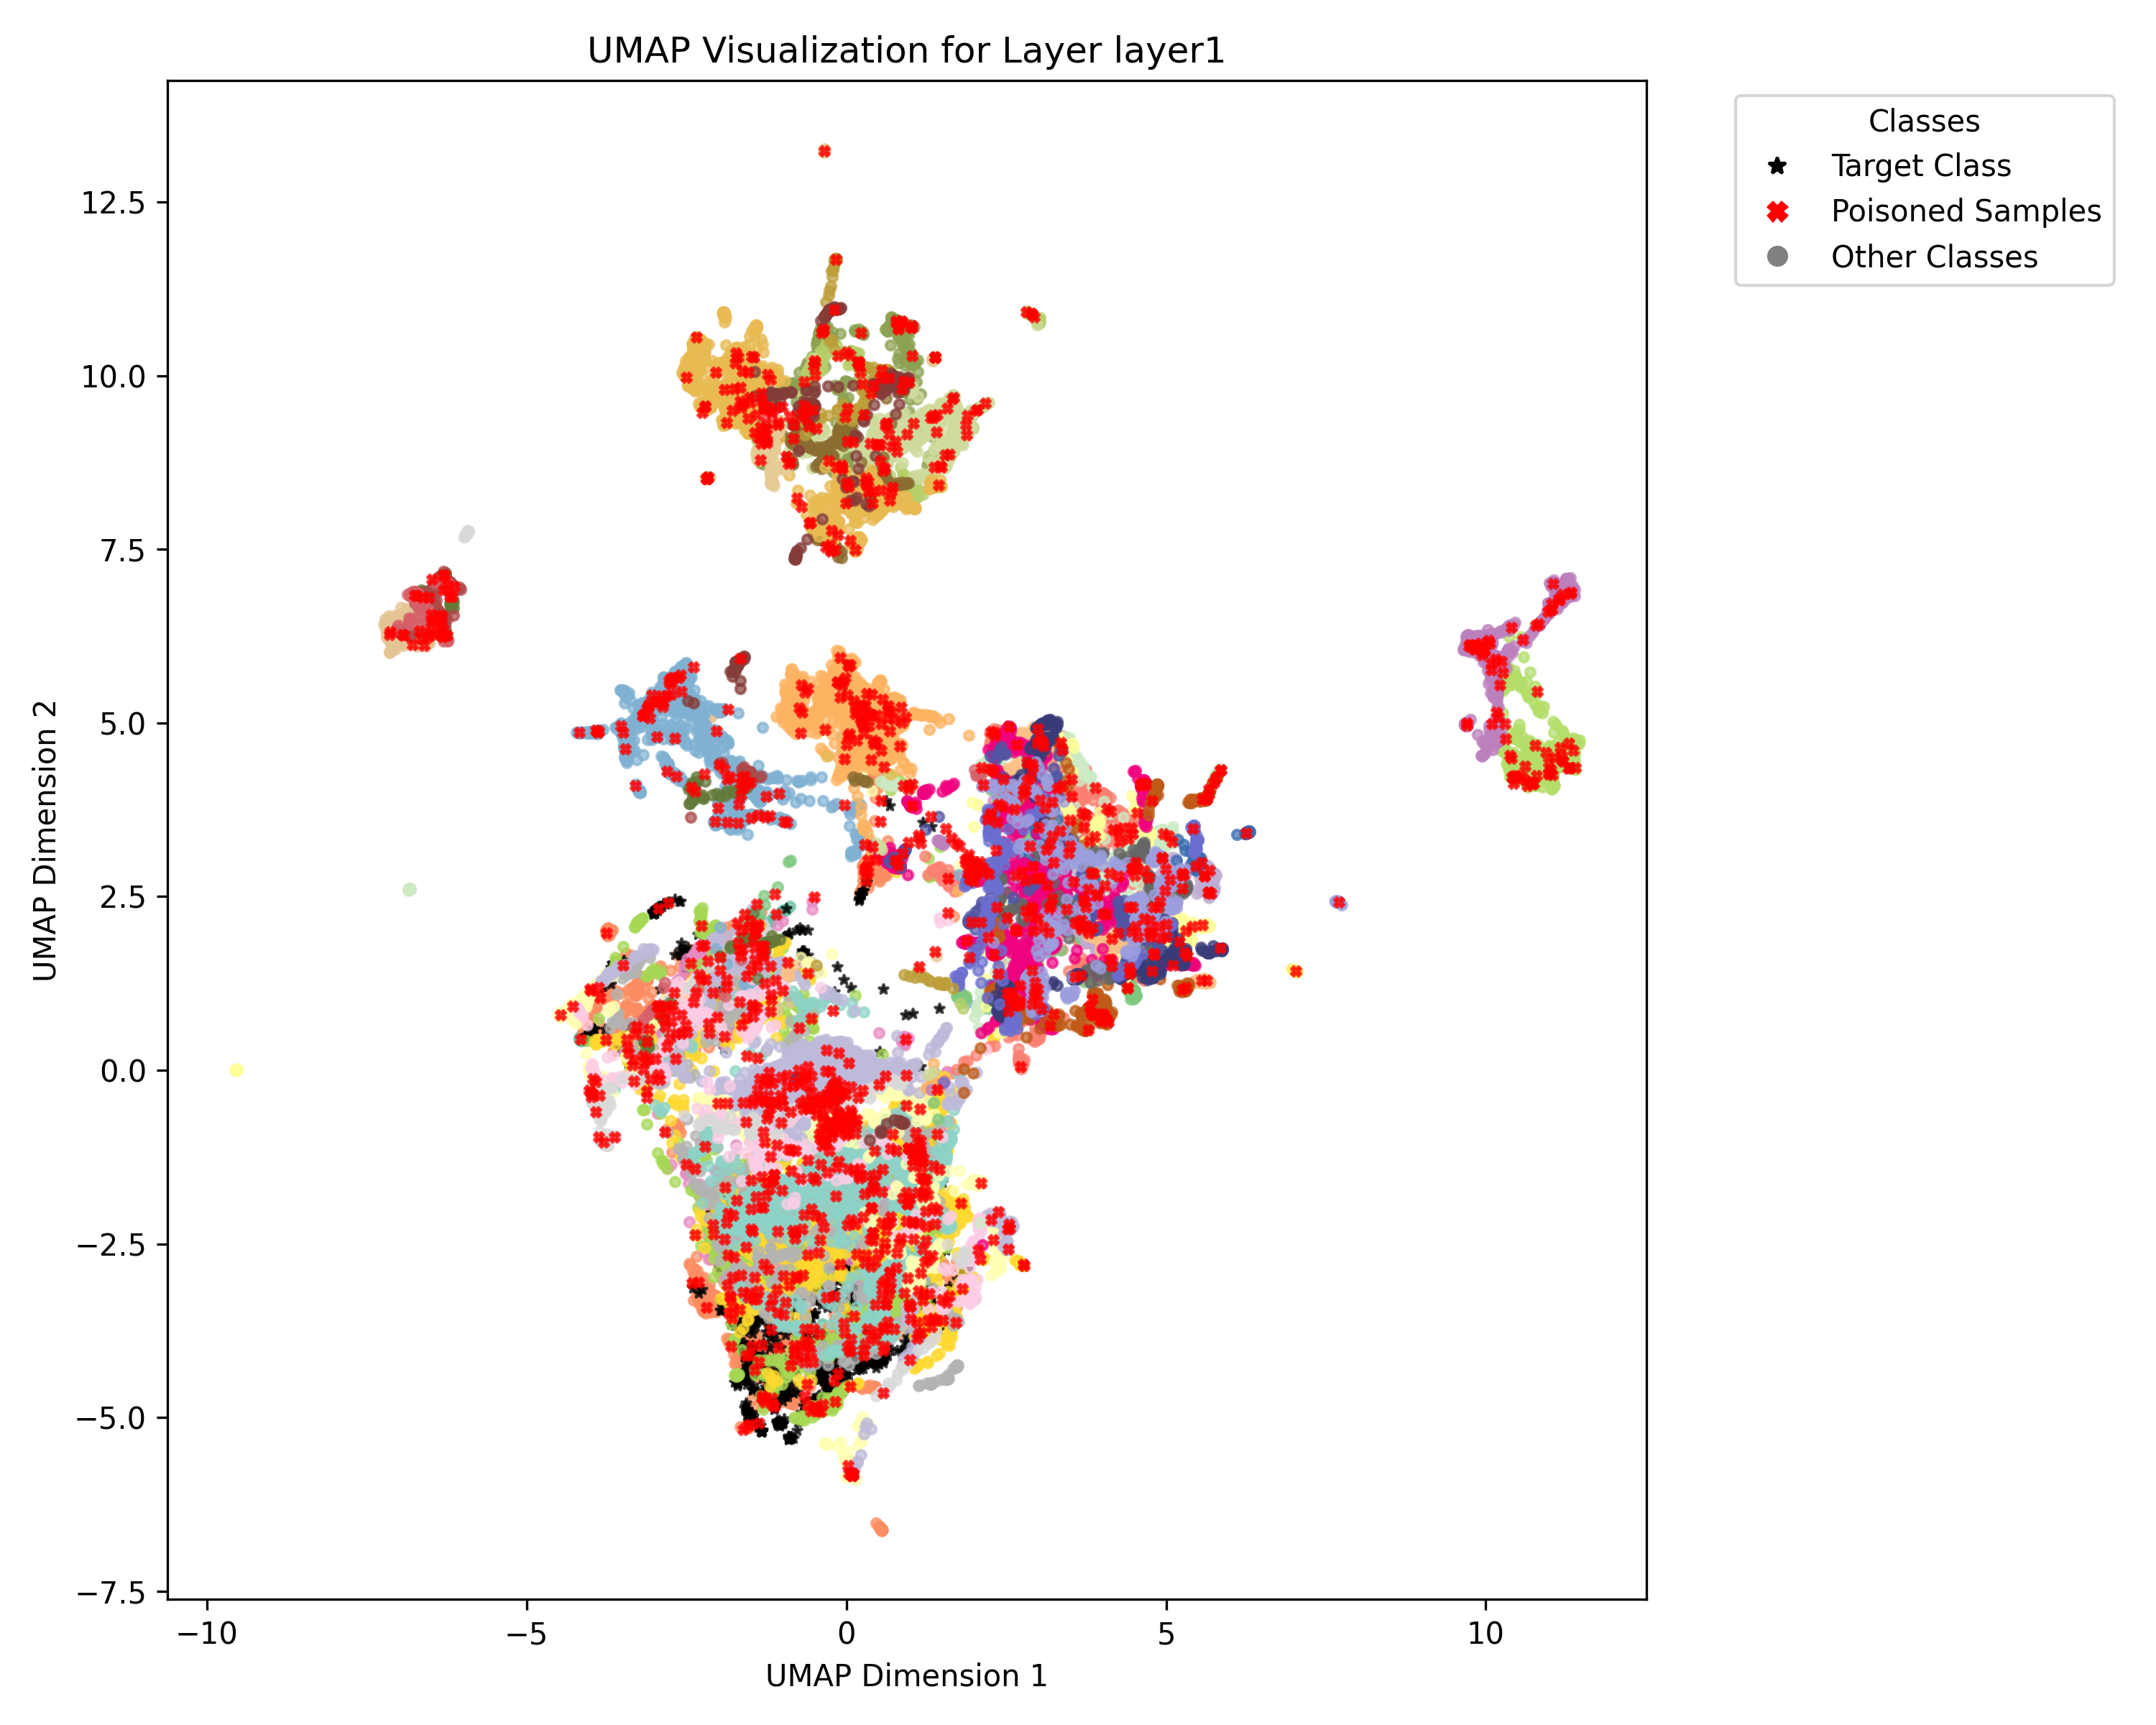 UMAP Visualization for Layer layer1
Classes
Target Class
Poisoned Samples
Other Classes
12.5
10.0
7.5
5.0
2.5
0.0
−2.5
−5.0
−7.5
UMAP Dimension 2
−10
−5
0
5
10
UMAP Dimension 1